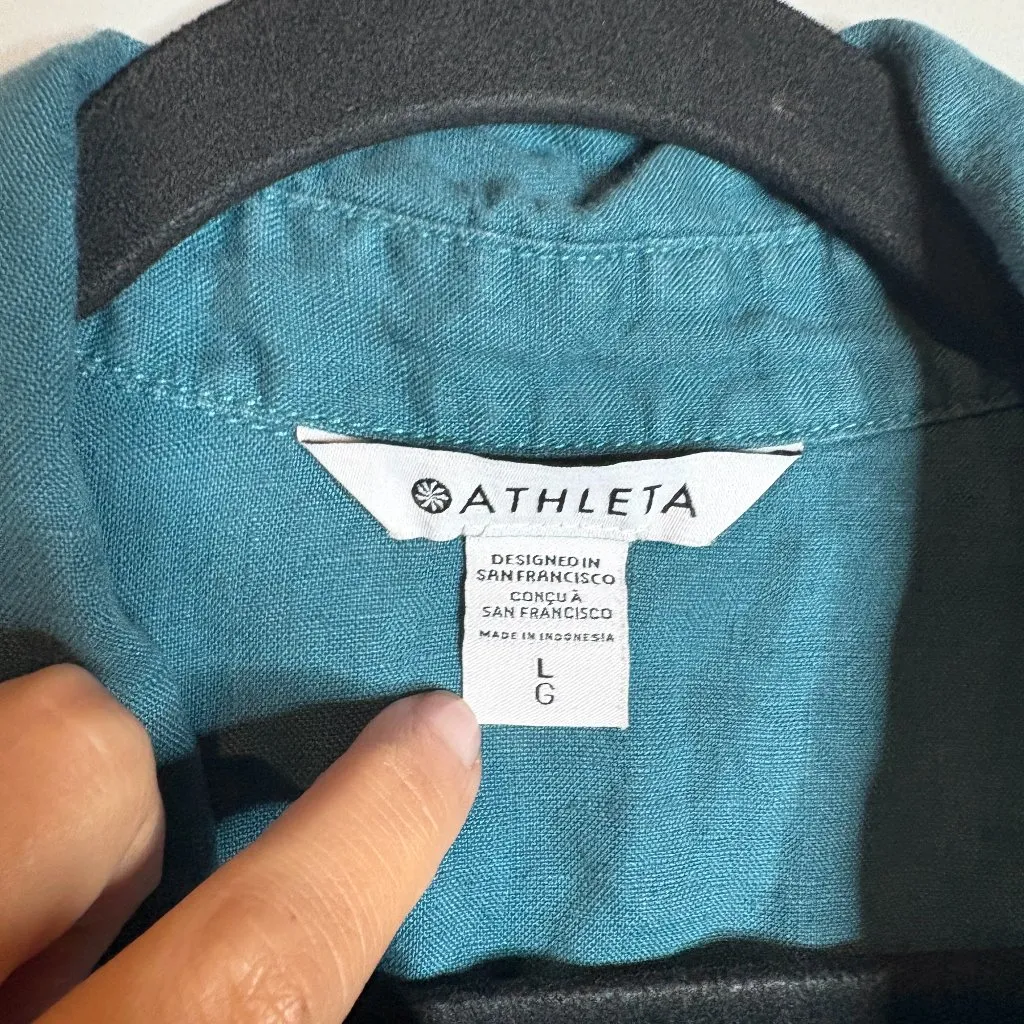 ATHLETA
DESIGNED IN
SAN FRANCISCO
CONÇU À
SAN FRANCISCO
MADE IN INDONESIA
L
G